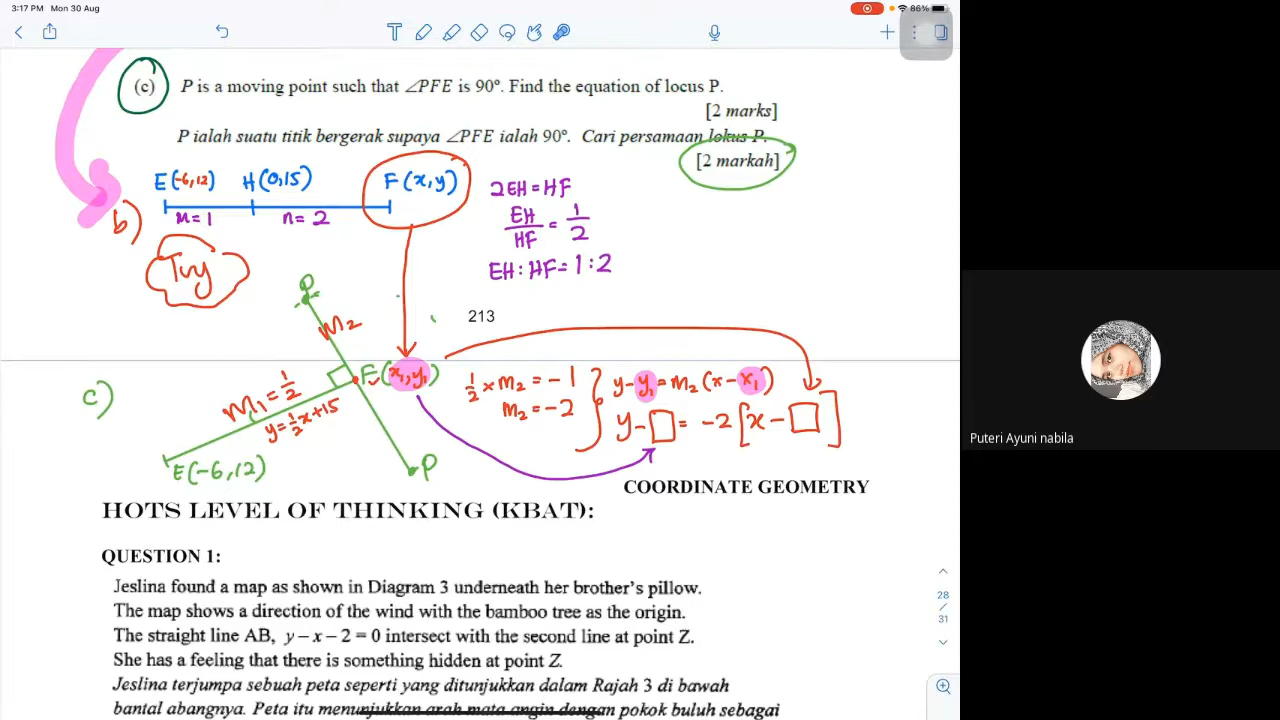 3:17 PM Mon 30 Aug
86%
(c) P is a moving point such that ∠PFE is 90°. Find the equation of locus P.
[2 marks]
P ialah suatu titik bergerak supaya ∠PFE ialah 90°. Cari persamaan lokus P.
[2 markah]
E(-6,12) H(0,15) F(x,y)
m=1 n=2
b)
Try
2EH=HF
EH/HF = 1/2
EH:HF=1:2
213
c)
P
M2
F(x1,y1)
M1=1/2
y=1/2x+15
E(-6,12)
P
1/2 × M2 = -1
M2 = -2
y-y1=M2(x-x1)
y-□= -2[x-□]
COORDINATE GEOMETRY
HOTS LEVEL OF THINKING (KBAT):
QUESTION 1:
Jeslina found a map as shown in Diagram 3 underneath her brother's pillow.
The map shows a direction of the wind with the bamboo tree as the origin.
The straight line AB, y – x – 2 = 0 intersect with the second line at point Z.
She has a feeling that there is something hidden at point Z.
Jeslina terjumpa sebuah peta seperti yang ditunjukkan dalam Rajah 3 di bawah
bantal abangnya. Peta itu menunjukkan arah mata angin dengan pokok buluh sebagai
28
/
31
Puteri Ayuni nabila